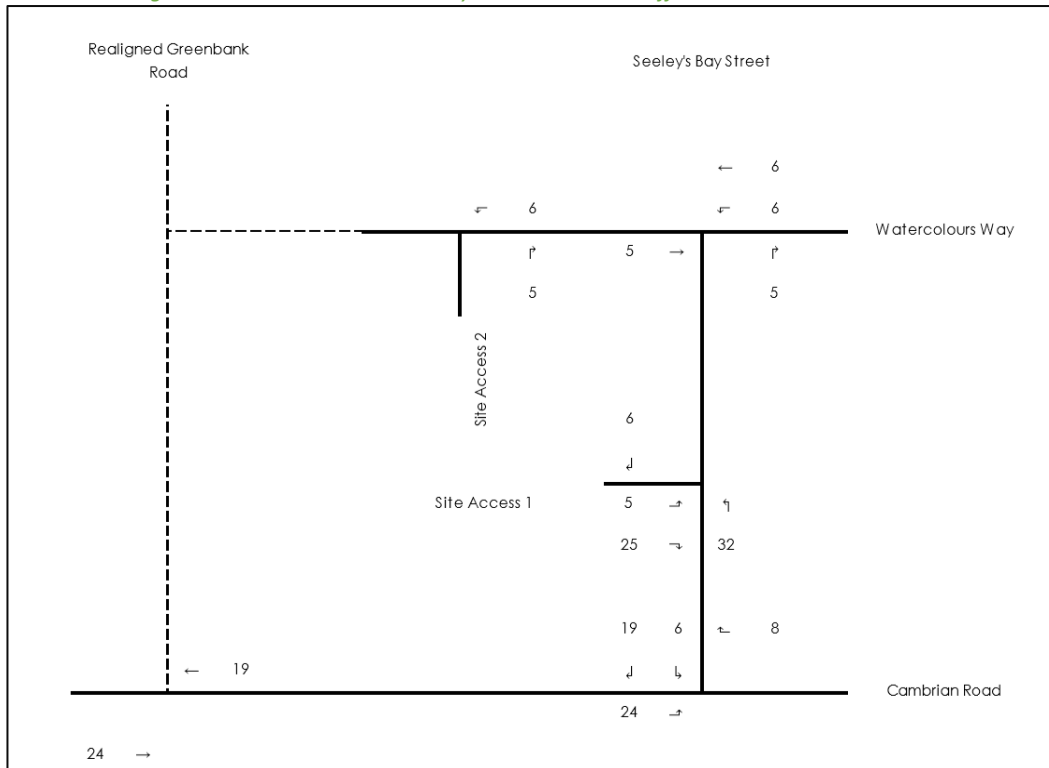 Realigned Greenbank
Road
Seeley's Bay Street
← 6
↰ 6
↰ 6
Watercolours Way
↱
5 →
↱
5
5
Site Access 2
6
↲
Site Access 1
5
25
32
19 6 8
← 19
Cambrian Road
24
24 →